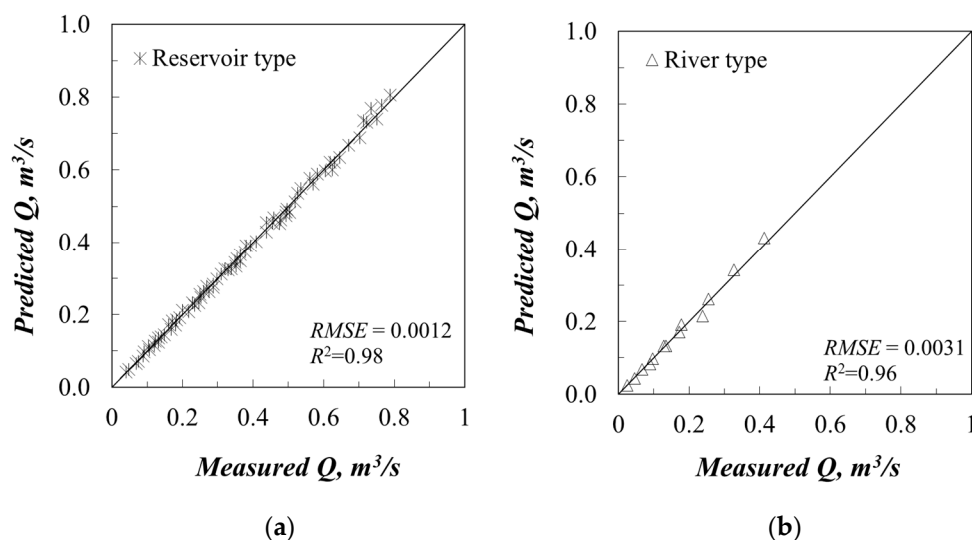 1.0
0.8
0.6
0.4
0.2
0.0
Predicted Q, m³/s
Reservoir type
RMSE = 0.0012
R²=0.98
0 0.2 0.4 0.6 0.8 1
Measured Q, m³/s
(a)
1.0
0.8
0.6
0.4
0.2
0.0
Predicted Q, m³/s
River type
RMSE = 0.0031
R²=0.96
0 0.2 0.4 0.6 0.8 1
Measured Q, m³/s
(b)